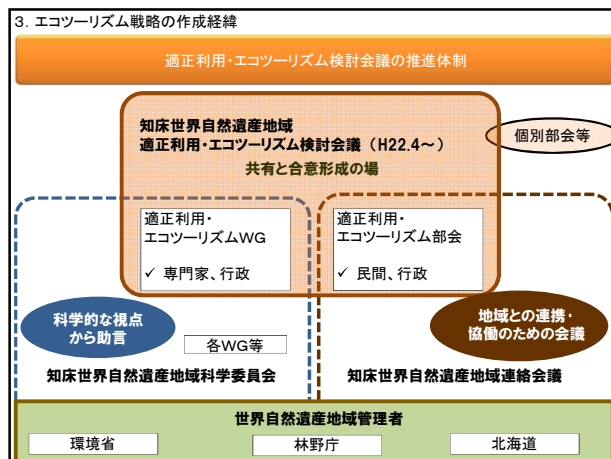 ３．エコツーリズム戦略の作成経緯
適正利用・エコツーリズム検討会議の推進体制
知床世界自然遺産地域
適正利用・エコツーリズム検討会議（H22.4～）
共有と合意形成の場
個別部会等
適正利用・
エコツーリズムWG
✓ 専門家、行政
適正利用・
エコツーリズム部会
✓ 民間、行政
科学的な視点
から助言
各WG等
地域との連携・
協働のための会議
知床世界自然遺産地域科学委員会
知床世界自然遺産地域連絡会議
世界自然遺産地域管理者
環境省
林野庁
北海道